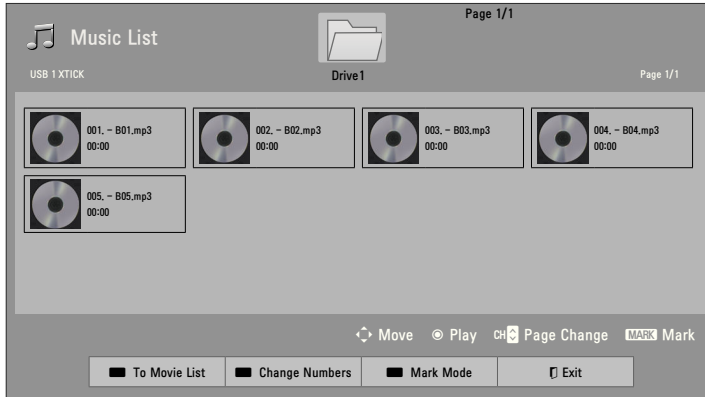 Page 1/1
Music List
USB 1 XTICK
Drive1
Page 1/1
001. - B01.mp3
00:00
002. - B02.mp3
00:00
003. - B03.mp3
00:00
004. - B04.mp3
00:00
005. - B05.mp3
00:00
Move Play CH Page Change MARK Mark
To Movie List Change Numbers Mark Mode Exit